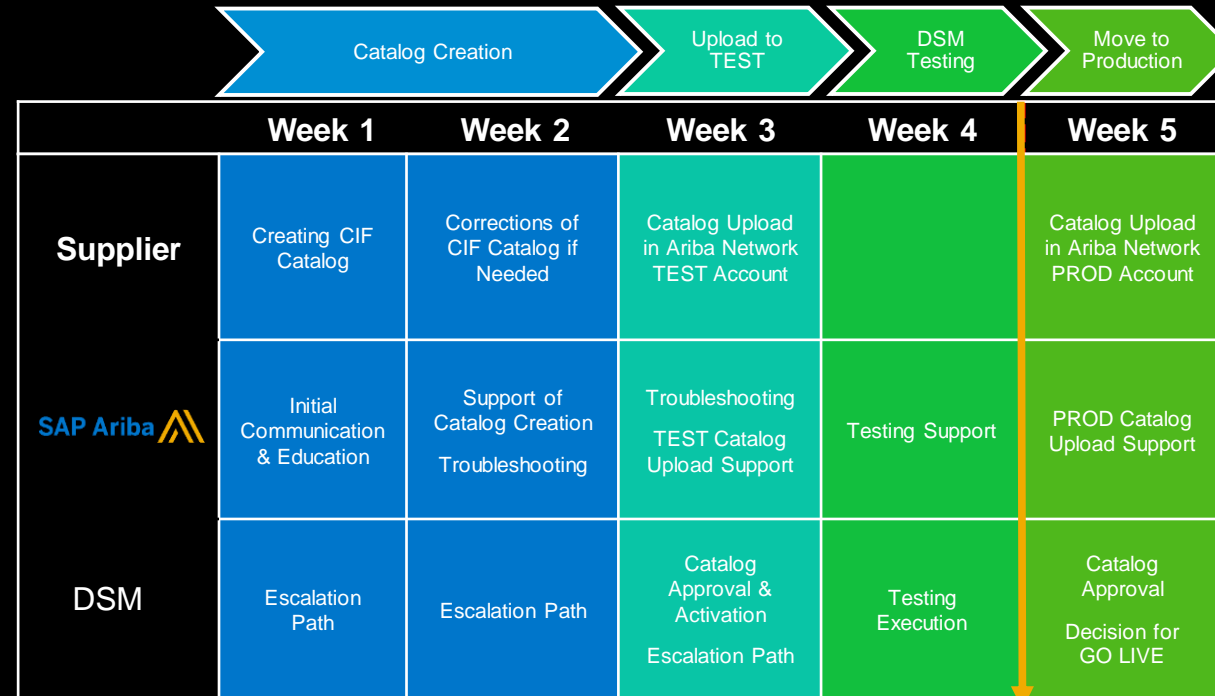 Catalog Creation
Upload to
TEST
DSM
Testing
Move to
Production
Week 1
Week 2
Week 3
Week 4
Week 5
Supplier
Creating CIF
Catalog
Corrections of
CIF Catalog if
Needed
Catalog Upload
in Ariba Network
TEST Account
Catalog Upload
in Ariba Network
PROD Account
SAP Ariba
Initial
Communication
& Education
Support of
Catalog Creation
Troubleshooting
Troubleshooting
TEST Catalog
Upload Support
Testing Support
PROD Catalog
Upload Support
DSM
Escalation
Path
Escalation Path
Catalog
Approval &
Activation
Escalation Path
Testing
Execution
Catalog
Approval
Decision for
GO LIVE